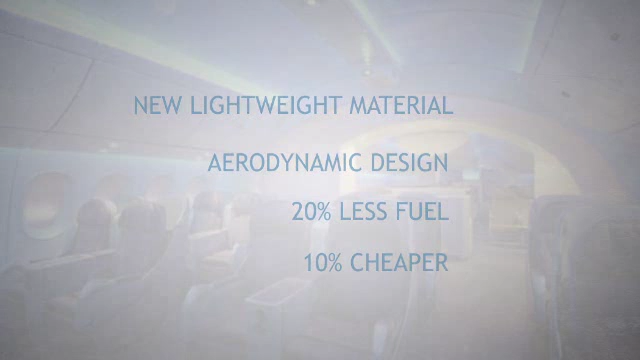 NEW LIGHTWEIGHT MATERIAL
AERODYNAMIC DESIGN
20% LESS FUEL
10% CHEAPER